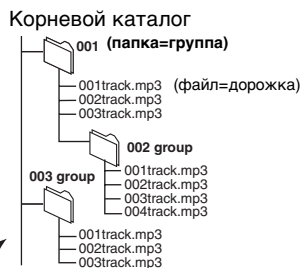 Корневой каталог
001 (папка=группа)
001track.mp3 (файл=дорожка)
002track.mp3
003track.mp3
002 group
001track.mp3
002track.mp3
003track.mp3
004track.mp3
003 group
001track.mp3
002track.mp3
003track.mp3